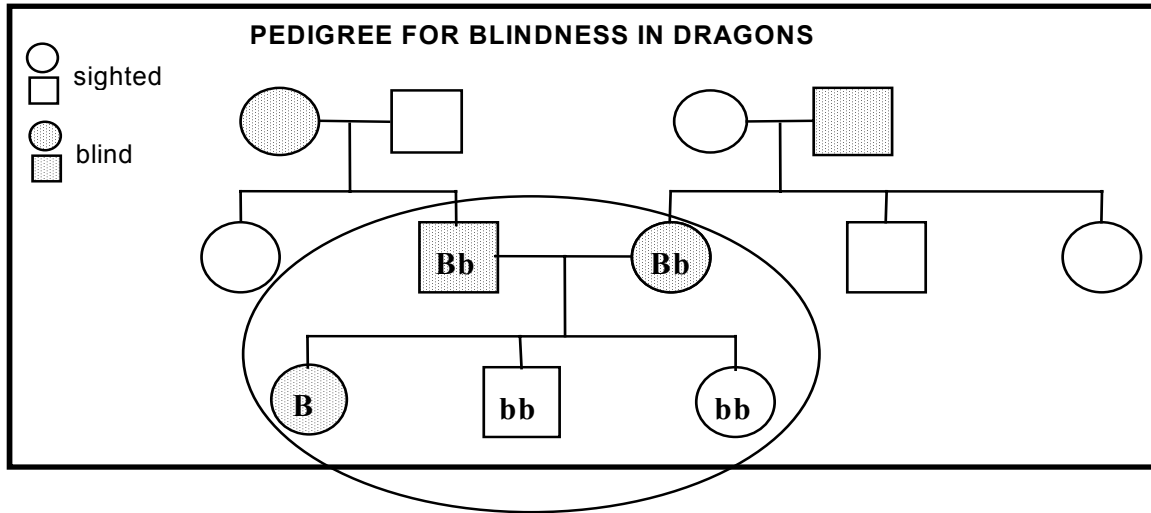 PEDIGREE FOR BLINDNESS IN DRAGONS
sighted
blind
Bb Bb
B bb bb